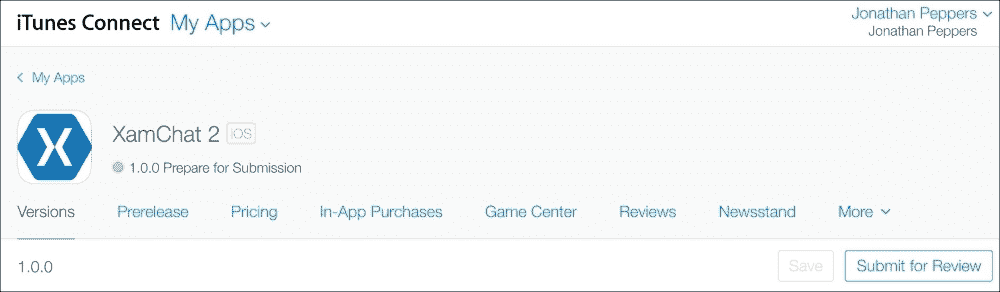 iTunes Connect My Apps
Jonathan Peppers
Jonathan Peppers
My Apps
X
XamChat 2 iOS
1.0.0 Prepare for Submission
Versions Prerelease Pricing In-App Purchases Game Center Reviews Newsstand More
1.0.0 Save Submit for Review